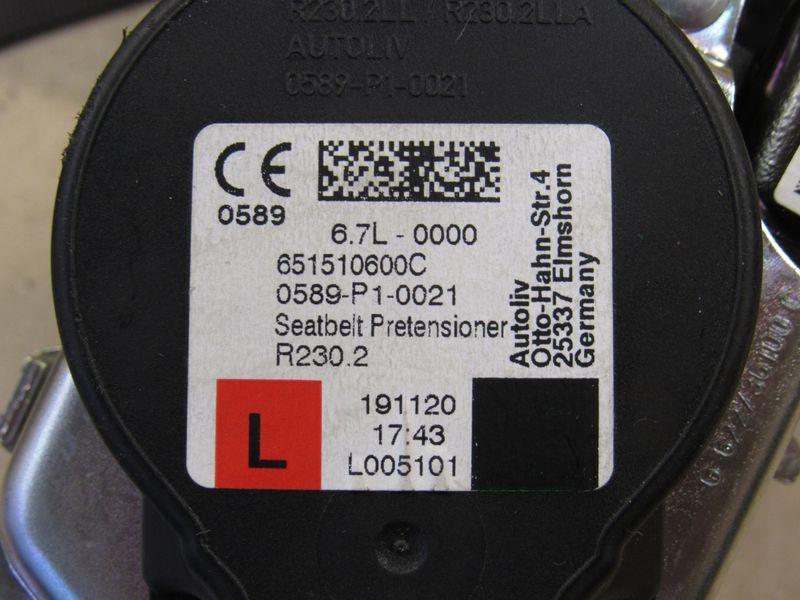 R230.2LL / R230.2LLA
AUTOLIV
0589-P1-0021
CE
0589
6.7L - 0000
651510600C
0589-P1-0021
Seatbelt Pretensioner
R230.2
Autoliv
Otto-Hahn-Str.4
25337 Elmshorn
Germany
L
191120
17:43
L005101